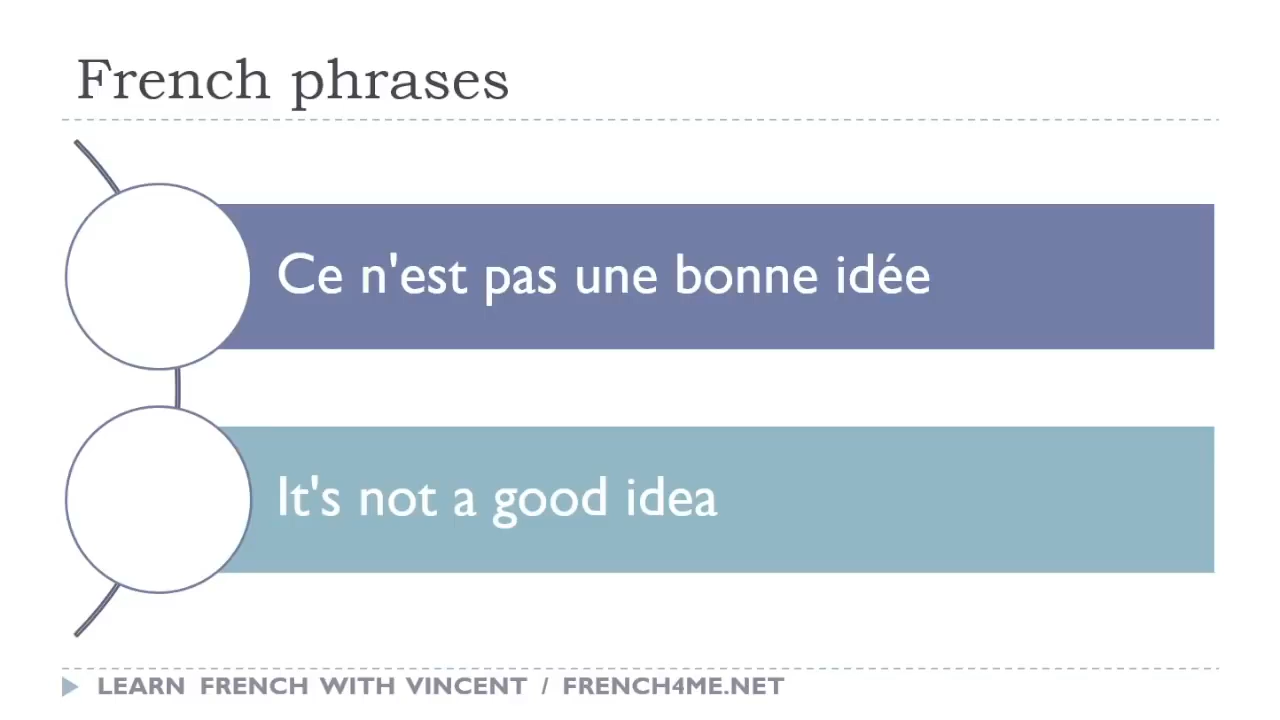 French phrases
Ce n'est pas une bonne idée
It's not a good idea
LEARN FRENCH WITH VINCENT / FRENCH4ME.NET